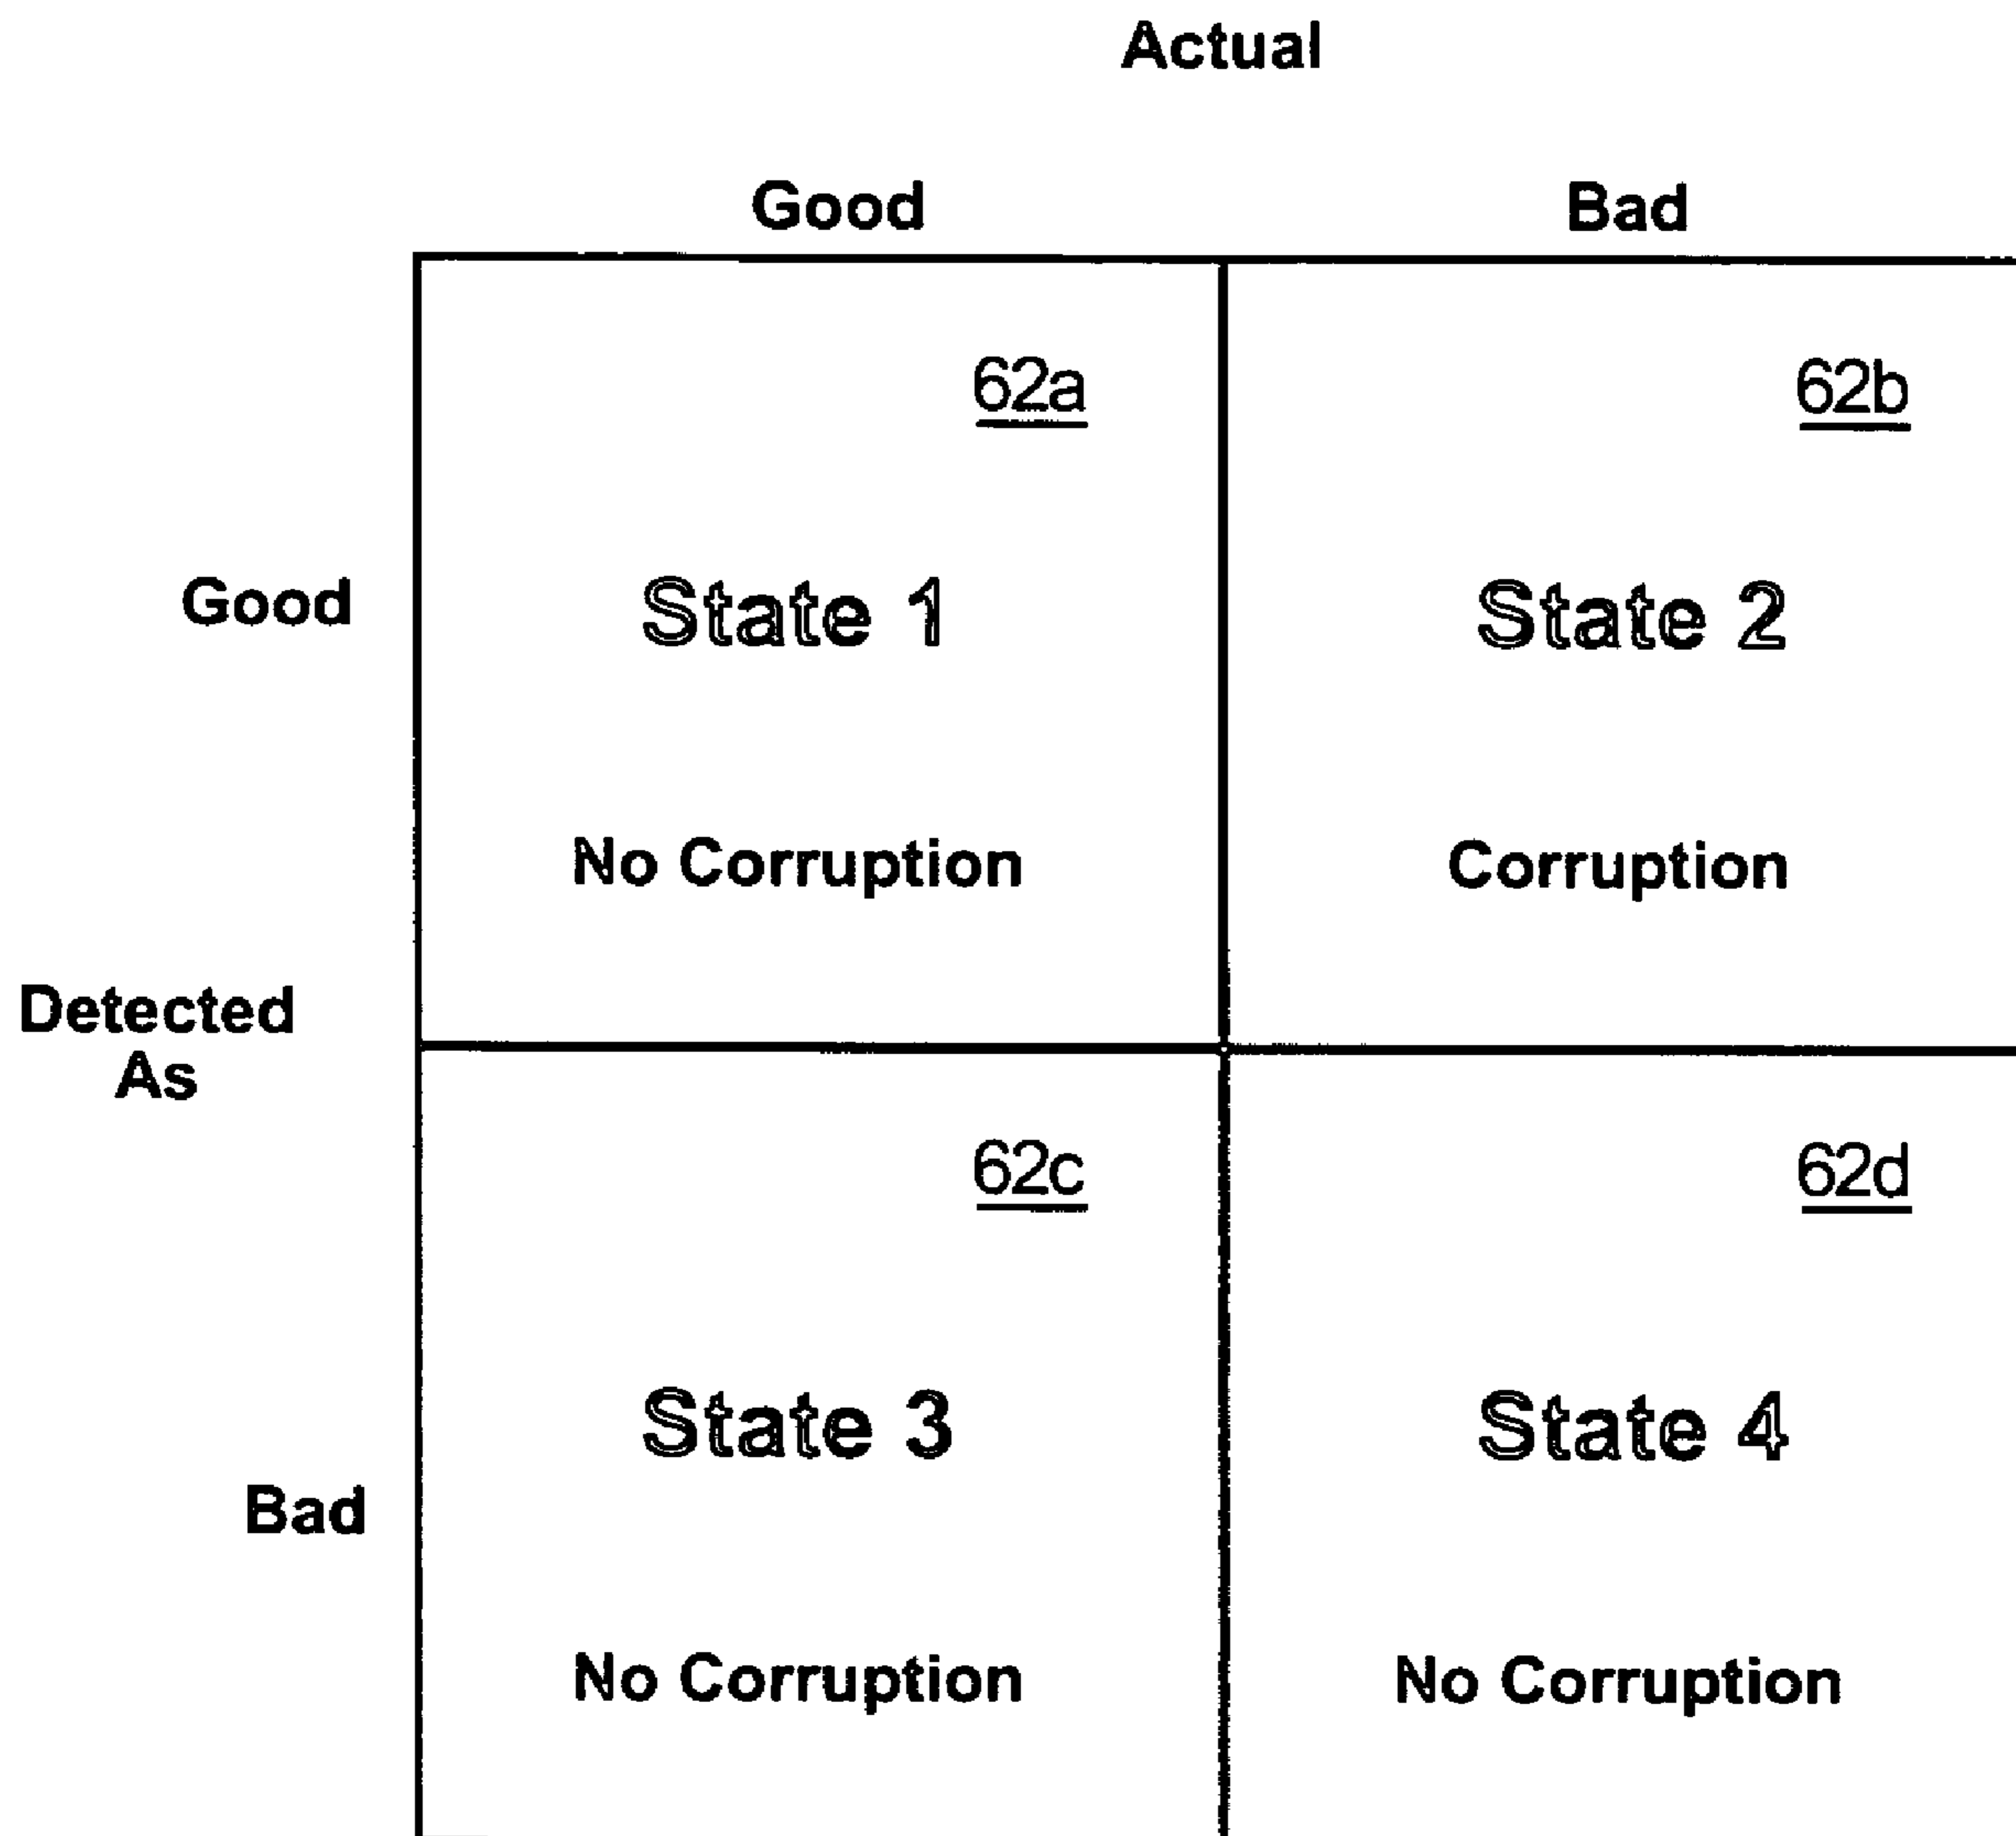 Actual
Good Bad
62a 62b
Good State 1 State 2
No Corruption Corruption
Detected
As
62c 62d
State 3 State 4
Bad
No Corruption No Corruption